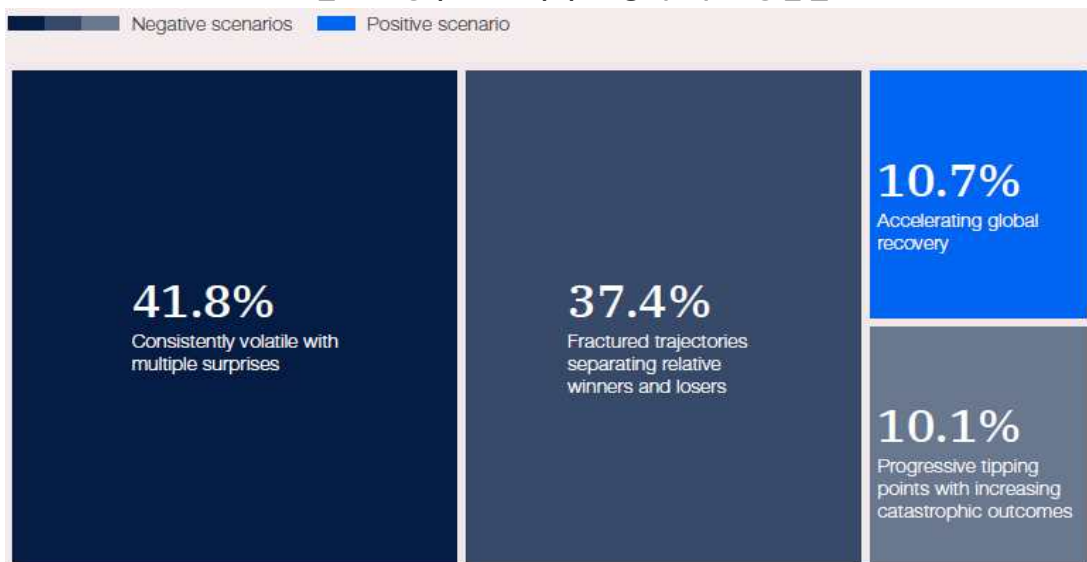 Negative scenarios
Positive scenario
41.8%
Consistently volatile with
multiple surprises
37.4%
Fractured trajectories
separating relative
winners and losers
10.7%
Accelerating global
recovery
10.1%
Progressive tipping
points with increasing
catastrophic outcomes